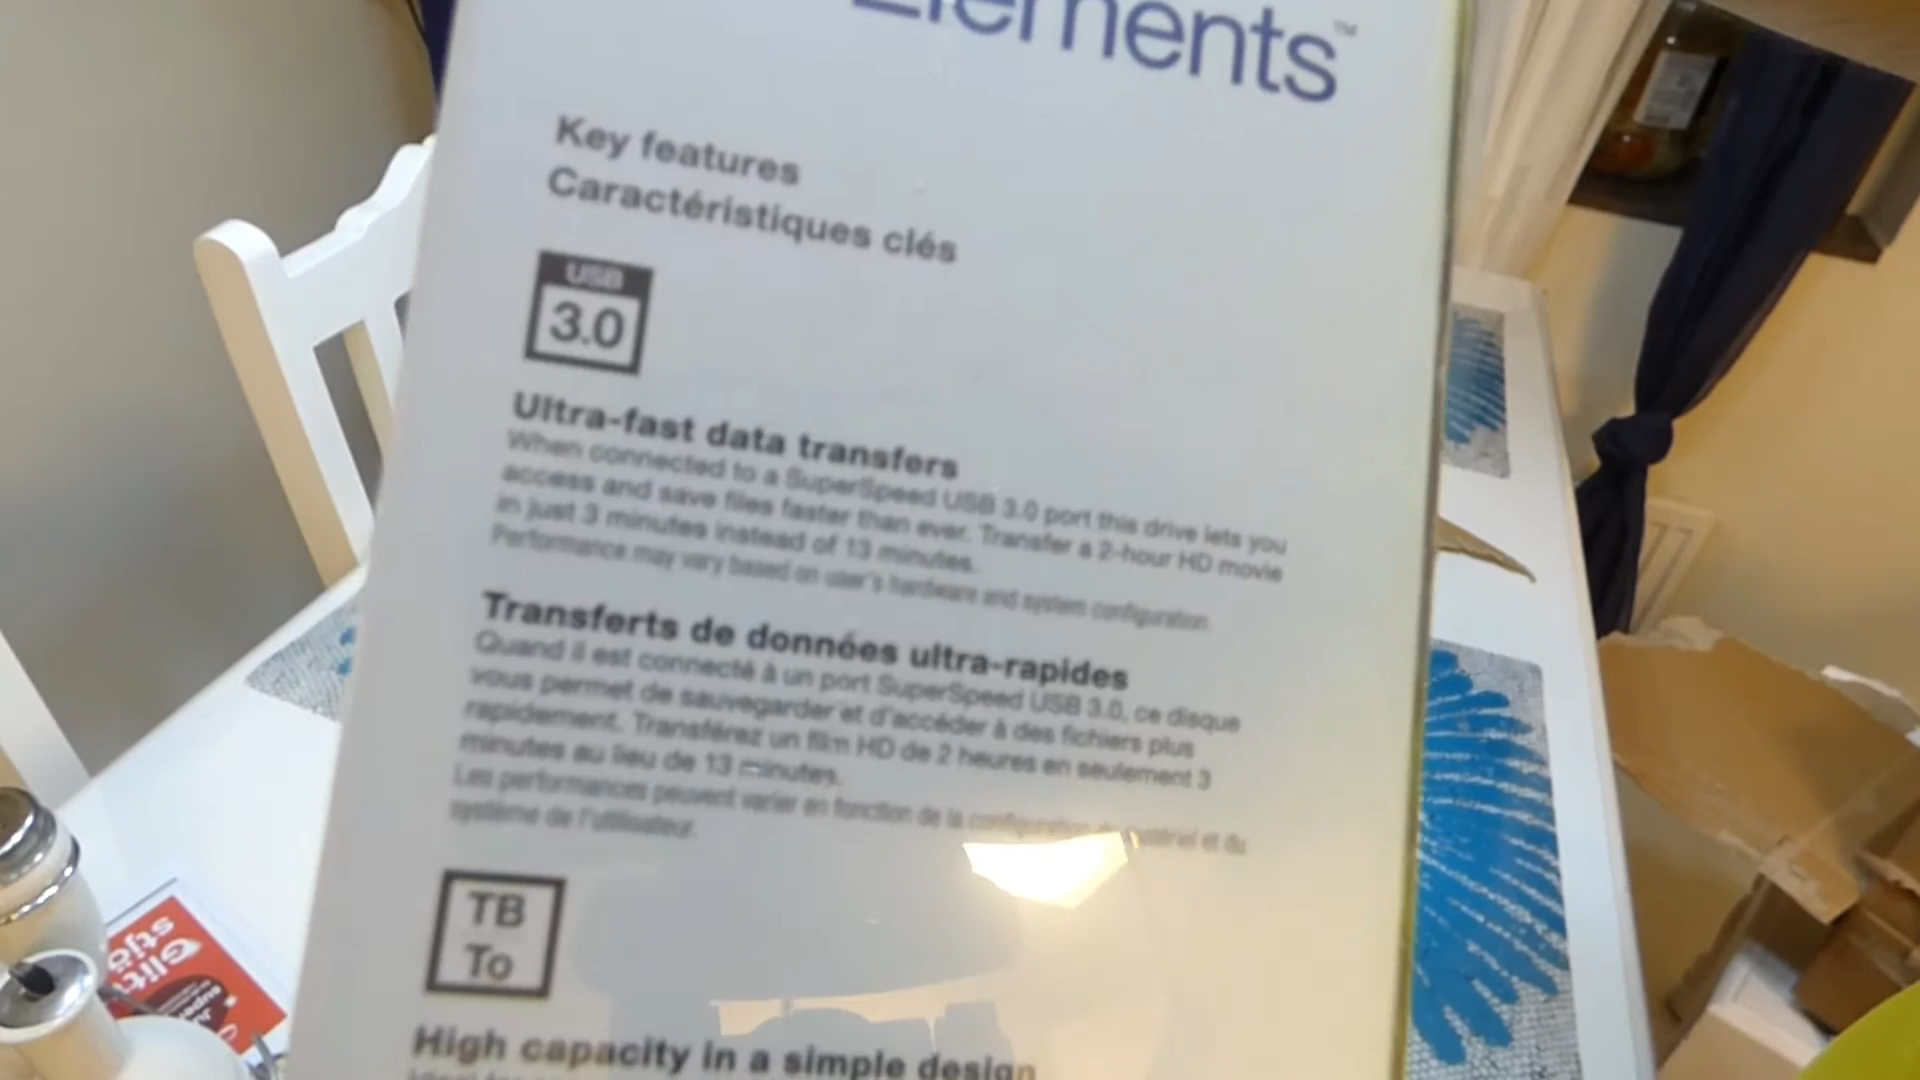 Elements™
Key features
Caractéristiques clés
USB
3.0
Ultra-fast data transfers
When connected to a SuperSpeed USB 3.0 port this drive lets you
access and save files faster than ever. Transfer a 2-hour HD movie
in just 3 minutes instead of 13 minutes.
Performance may vary based on user's hardware and system configuration.
Transferts de données ultra-rapides
Quand il est connecté à un port SuperSpeed USB 3.0, ce disque
vous permet de sauvegarder et d'accéder à des fichiers plus
rapidement. Transférez un film HD de 2 heures en seulement 3
minutes au lieu de 13 minutes.
Les performances peuvent varier en fonction de la configuration du matériel et du
système de l'utilisateur.
TB
To
High capacity in a simple design